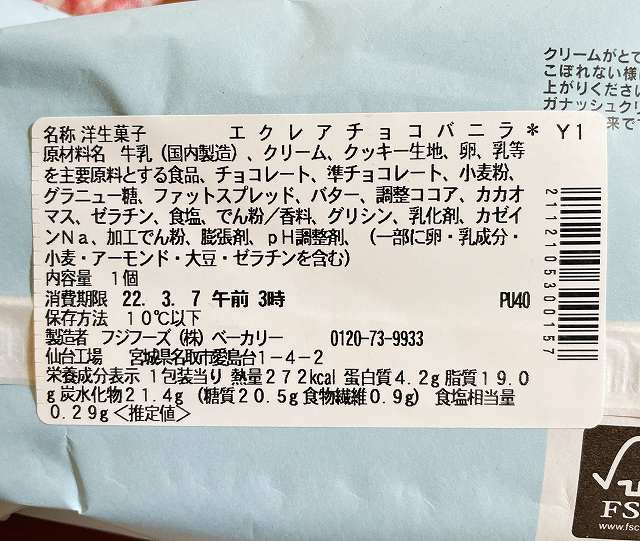 クリームがとて
こぼれない様
上がりくださ
ガナッシュク
来で
名称 洋生菓子 エクレアチョコバニラ* Y1
原材料名 牛乳(国内製造)、クリーム、クッキー生地、卵、乳等
を主要原料とする食品、チョコレート、準チョコレート、小麦粉、
グラニュー糖、ファットスプレッド、バター、調整ココア、カカオ
マス、ゼラチン、食塩、でん粉/香料、グリシン、乳化剤、カゼイ
ンNa、加工でん粉、膨張剤、pH調整剤、(一部に卵・乳成分・
小麦・アーモンド・大豆・ゼラチンを含む)
内容量 1個
消費期限 22. 3. 7 午前 3時 PU40
保存方法 10℃以下
製造者 フジフーズ(株)ベーカリー 0120-73-9933
仙台工場 宮城県名取市愛島台1-4-2
栄養成分表示 1包装当り 熱量272kcal 蛋白質4.2g 脂質19.0
g 炭水化物21.4g (糖質20.5g 食物繊維0.9g) 食塩相当量
0.29g<推定値>
2112105300157
FS
www.fsc